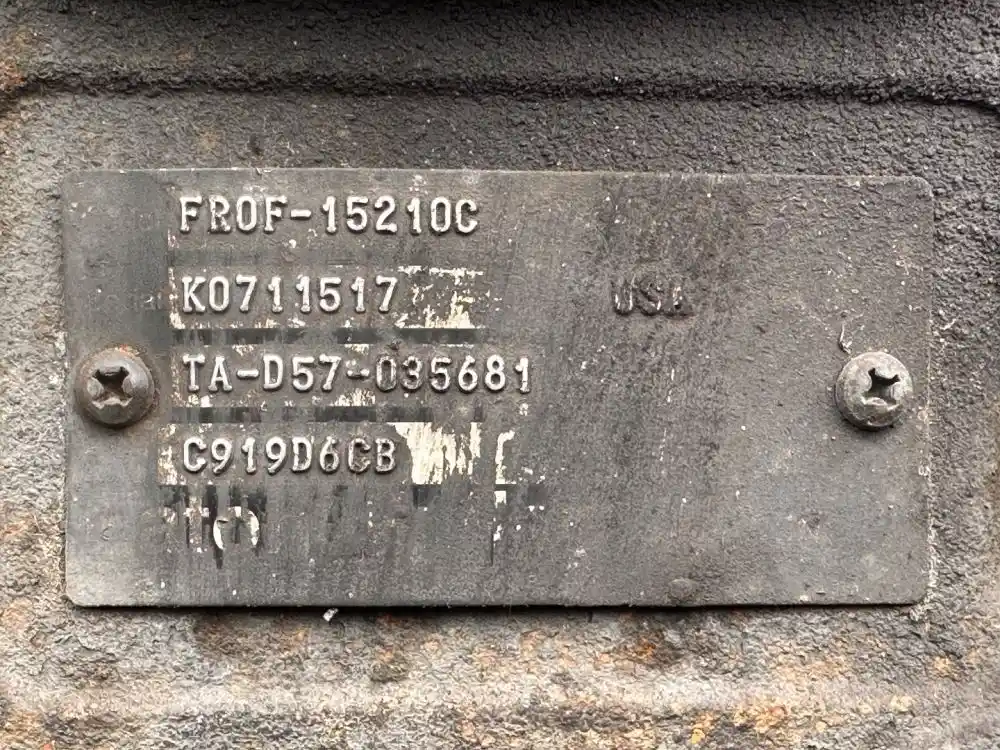 FROF-15210C
K0711517
USA
TA-D57-035681
C919D6CB